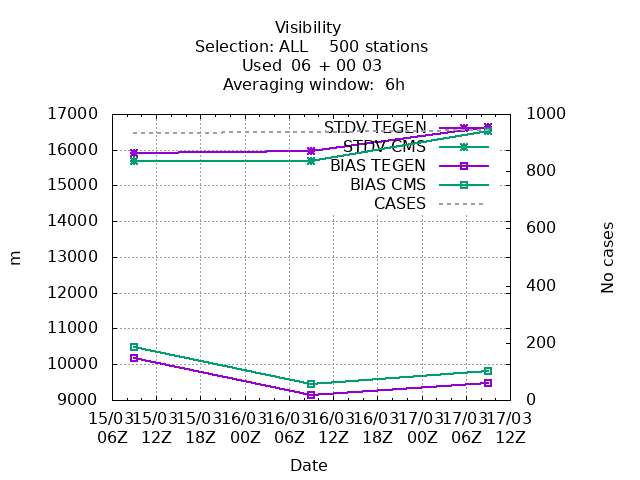 Visibility
Selection: ALL    500 stations
Used  06 + 00 03
Averaging window:  6h
17000
16000
15000
14000
13000
12000
11000
10000
9000
m
STDV TEGEN
STDV CMS
BIAS TEGEN
BIAS CMS
CASES
1000
800
600
400
200
0
No cases
15/03 15/03 15/03 16/03 16/03 16/03 16/03 17/03 17/03 17/03
06Z 12Z 18Z 00Z 06Z 12Z 18Z 00Z 06Z 12Z
Date